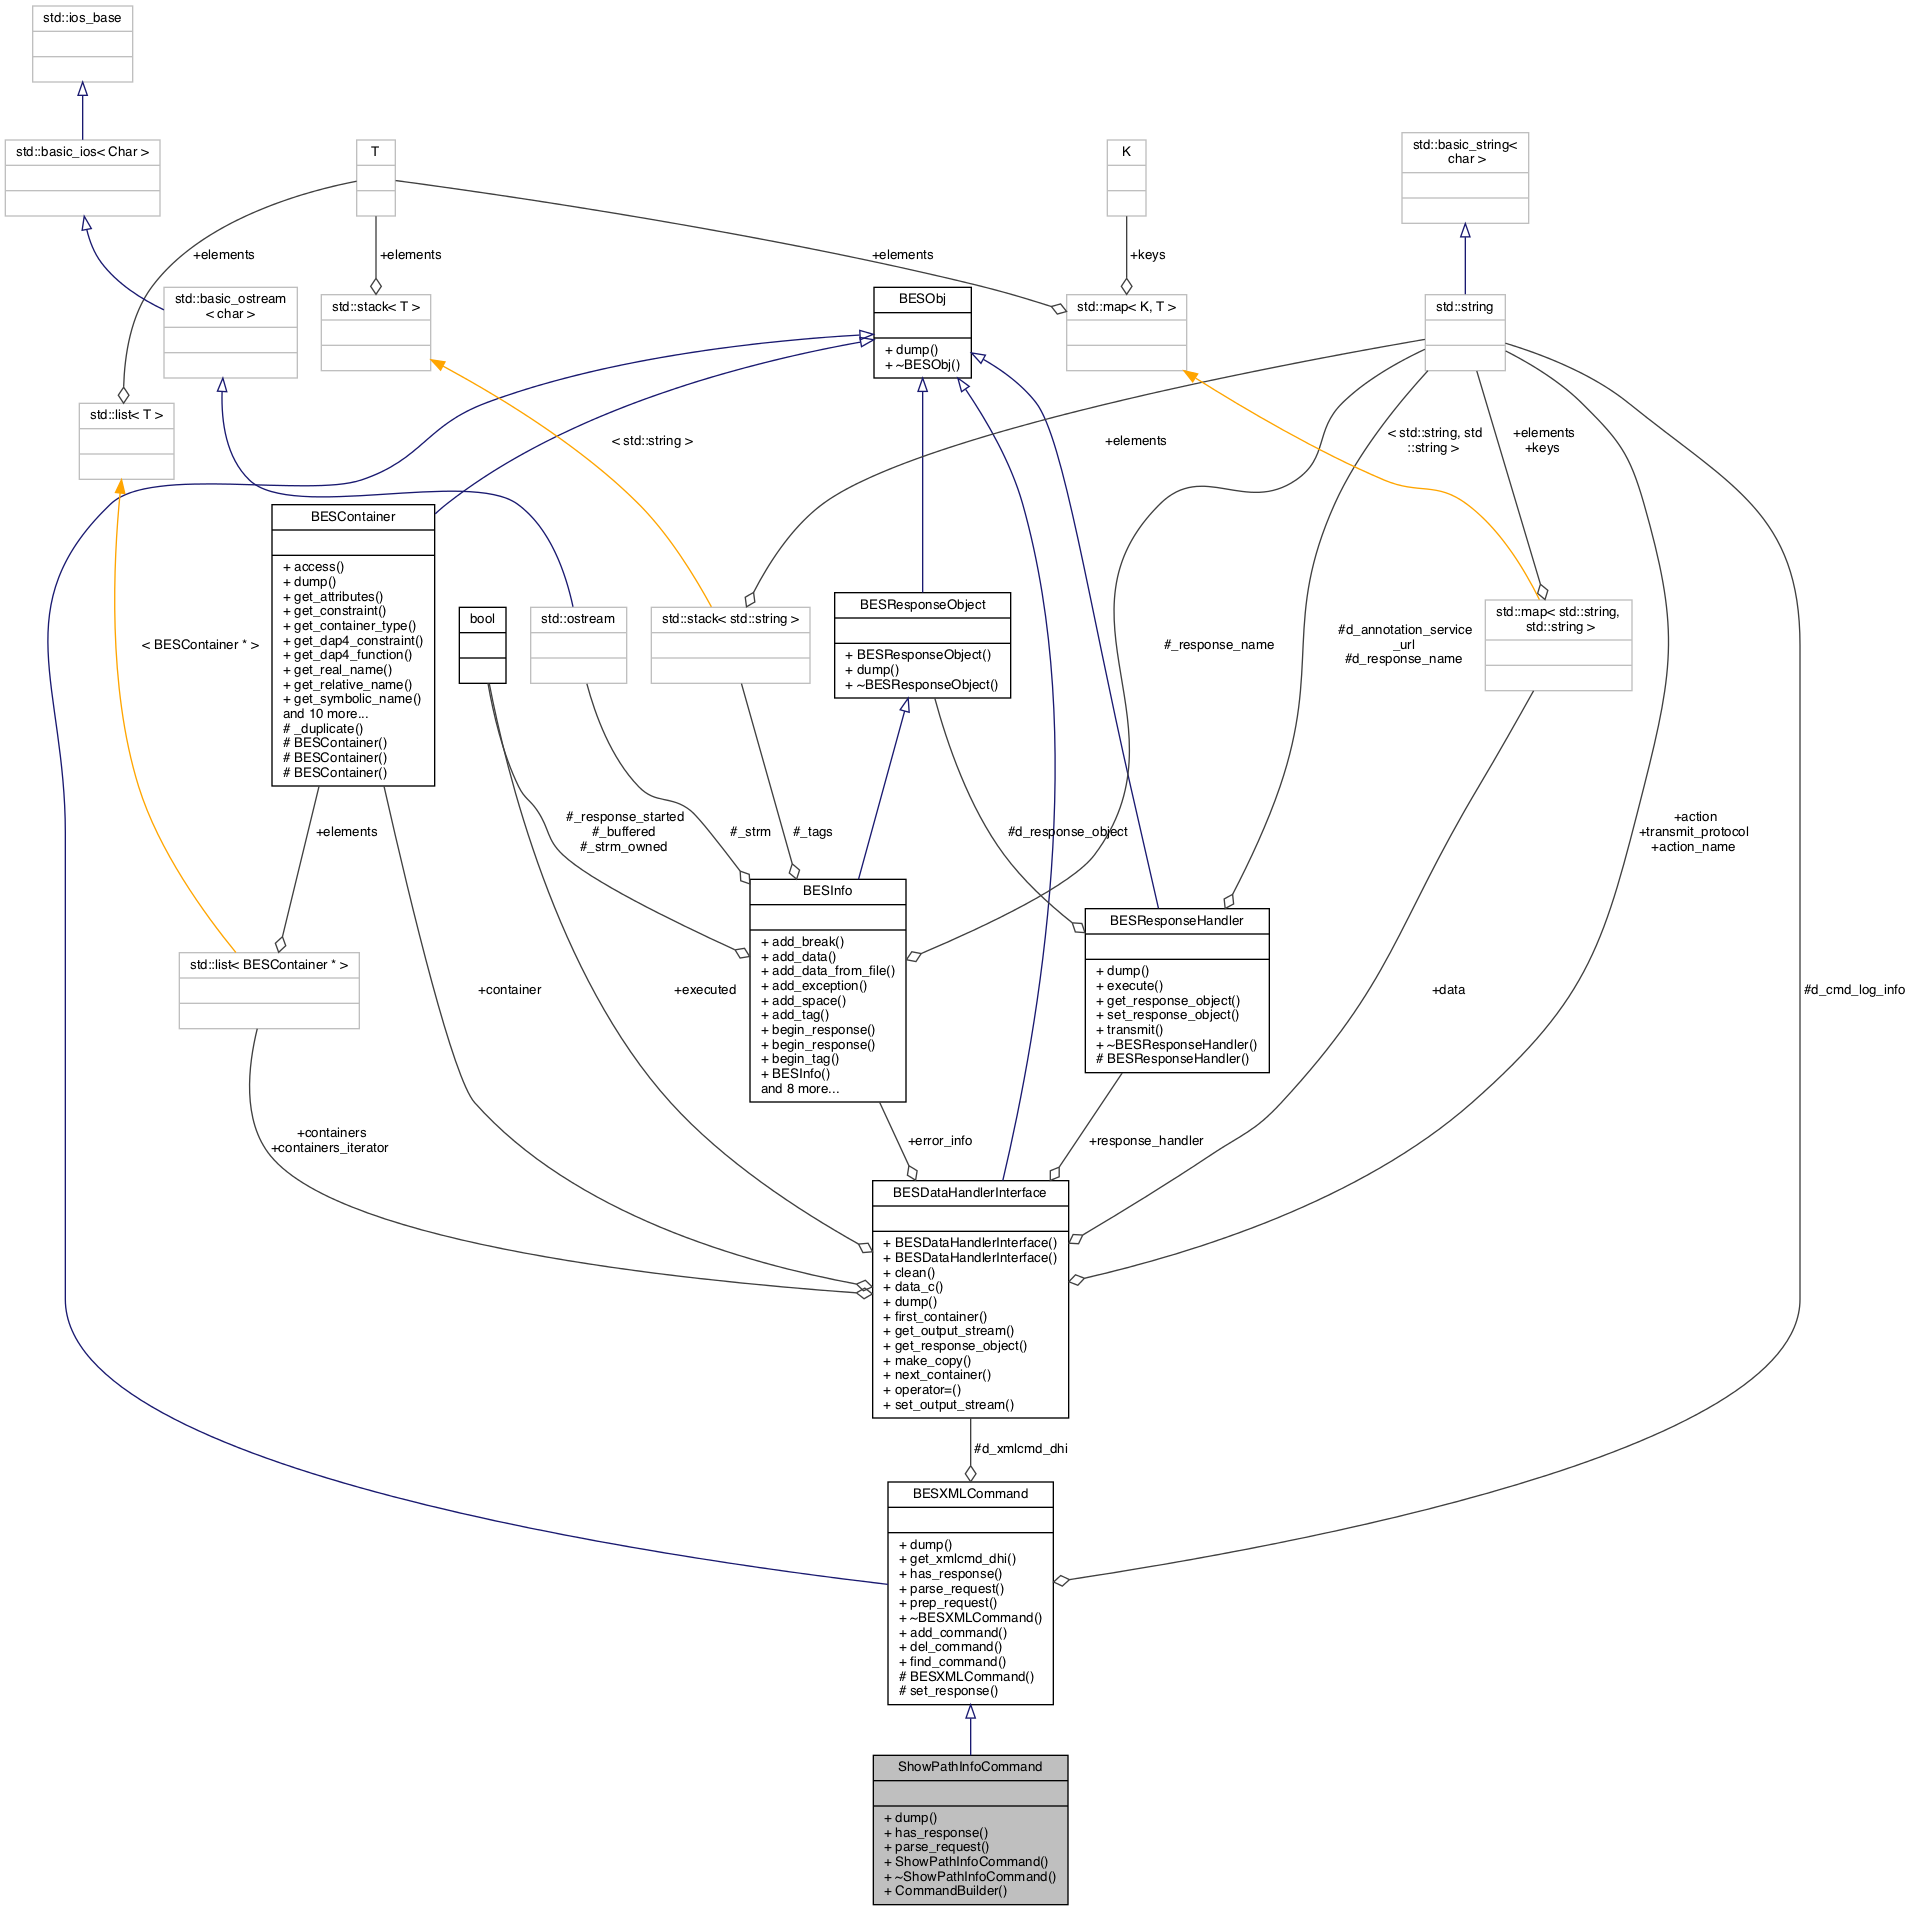 std::ios_base
std::basic_ios< Char >
T
K
std::basic_string<
char >
+elements
+elements
+elements
+keys
std::basic_ostream
< char >
std::stack< T >
BESObj
+ dump()
+ ~BESObj()
std::map< K, T >
std::string
std::list< T >
< std::string >
+elements
< std::string, std
::string >
+elements
+keys
BESContainer
+ access()
+ dump()
+ get_attributes()
+ get_constraint()
+ get_container_type()
+ get_dap4_constraint()
+ get_dap4_function()
+ get_real_name()
+ get_relative_name()
+ get_symbolic_name()
and 10 more...
# _duplicate()
# BESContainer()
# BESContainer()
# BESContainer()
< BESContainer * >
bool
std::ostream
std::stack< std::string >
BESResponseObject
+ BESResponseObject()
+ dump()
+ ~BESResponseObject()
#_response_name
#d_annotation_service
_url
#d_response_name
std::map< std::string,
std::string >
+elements
#_response_started
#_buffered
#_strm_owned
#_strm
#_tags
#d_response_object
+action
+transmit_protocol
+action_name
std::list< BESContainer * >
+container
+executed
BESInfo
+ add_break()
+ add_data()
+ add_data_from_file()
+ add_exception()
+ add_space()
+ add_tag()
+ begin_response()
+ begin_response()
+ begin_tag()
+ BESInfo()
and 8 more...
BESResponseHandler
+ dump()
+ execute()
+ get_response_object()
+ set_response_object()
+ transmit()
+ ~BESResponseHandler()
# BESResponseHandler()
+data
#d_cmd_log_info
+containers
+containers_iterator
+error_info
+response_handler
BESDataHandlerInterface
+ BESDataHandlerInterface()
+ BESDataHandlerInterface()
+ clean()
+ data_c()
+ dump()
+ first_container()
+ get_output_stream()
+ get_response_object()
+ make_copy()
+ next_container()
+ operator=()
+ set_output_stream()
#d_xmlcmd_dhi
BESXMLCommand
+ dump()
+ get_xmlcmd_dhi()
+ has_response()
+ parse_request()
+ prep_request()
+ ~BESXMLCommand()
+ add_command()
+ del_command()
+ find_command()
# BESXMLCommand()
# set_response()
ShowPathInfoCommand
+ dump()
+ has_response()
+ parse_request()
+ ShowPathInfoCommand()
+ ~ShowPathInfoCommand()
+ CommandBuilder()